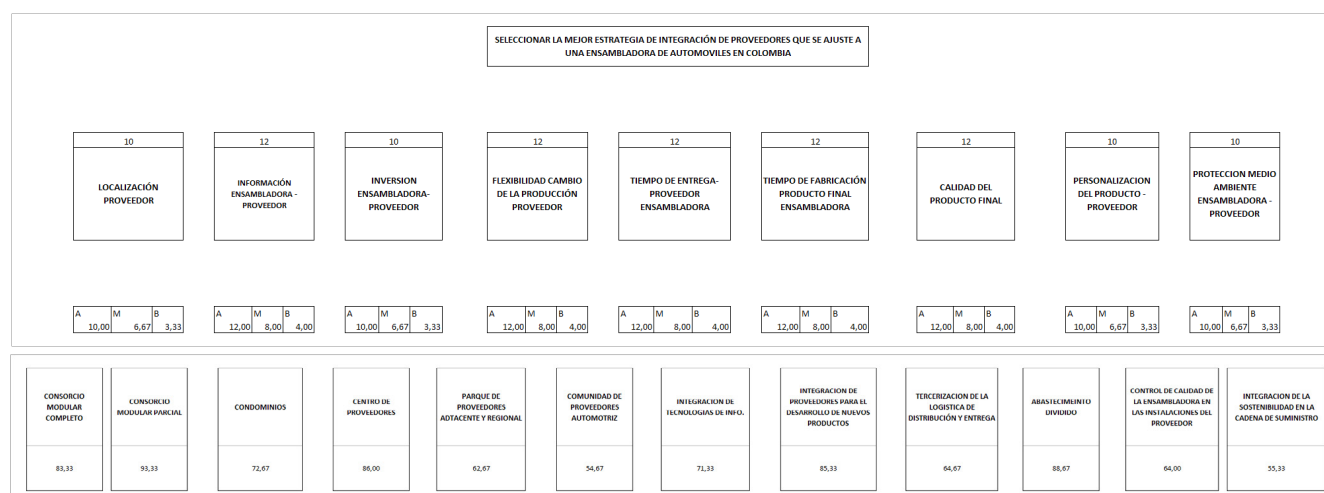 SELECCIONAR LA MEJOR ESTRATEGIA DE INTEGRACIÓN DE PROVEEDORES QUE SE AJUSTE A
UNA ENSAMBLADORA DE AUTOMOVILES EN COLOMBIA
10
LOCALIZACIÓN
PROVEEDOR
12
INFORMACIÓN
ENSAMBLADORA -
PROVEEDOR
10
INVERSION
ENSAMBLADORA-
PROVEEDOR
12
FLEXIBILIDAD CAMBIO
DE LA PRODUCCIÓN
PROVEEDOR
12
TIEMPO DE ENTREGA-
PROVEEDOR
ENSAMBLADORA
12
TIEMPO DE FABRICACIÓN
PRODUCTO FINAL
ENSAMBLADORA
12
CALIDAD DEL
PRODUCTO FINAL
10
PERSONALIZACION
DEL PRODUCTO -
PROVEEDOR
10
PROTECCION MEDIO
AMBIENTE
ENSAMBLADORA -
PROVEEDOR
A M B
10,00 6,67 3,33
A M B
12,00 8,00 4,00
A M B
10,00 6,67 3,33
A M B
12,00 8,00 4,00
A M B
12,00 8,00 4,00
A M B
12,00 8,00 4,00
A M B
12,00 8,00 4,00
A M B
10,00 6,67 3,33
A M B
10,00 6,67 3,33
CONSORCIO
MODULAR
COMPLETO
83,33
CONSORCIO
MODULAR PARCIAL
93,33
CONDOMINIOS
72,67
CENTRO DE
PROVEEDORES
86,00
PARQUE DE
PROVEEDORES
ADTACENTE Y REGIONAL
62,67
COMUNIDAD DE
PROVEEDORES
AUTOMOTRIZ
54,67
INTEGRACION DE
TECNOLOGIAS DE INFO.
71,33
INTEGRACION DE
PROVEEDORES PARA EL
DESARROLLO DE NUEVOS
PRODUCTOS
85,33
TERCERIZACION DE LA
LOGISTICA DE
DISTRIBUCIÓN Y ENTREGA
64,67
ABASTECIMEINTO
DIVIDIDO
88,67
CONTROL DE CALIDAD DE
LA ENSAMBLADORA EN
LAS INSTALACIONES DEL
PROVEEDOR
64,00
INTEGRACION DE LA
SOSTENIBILIDAD EN LA
CADENA DE SUMINISTRO
55,33